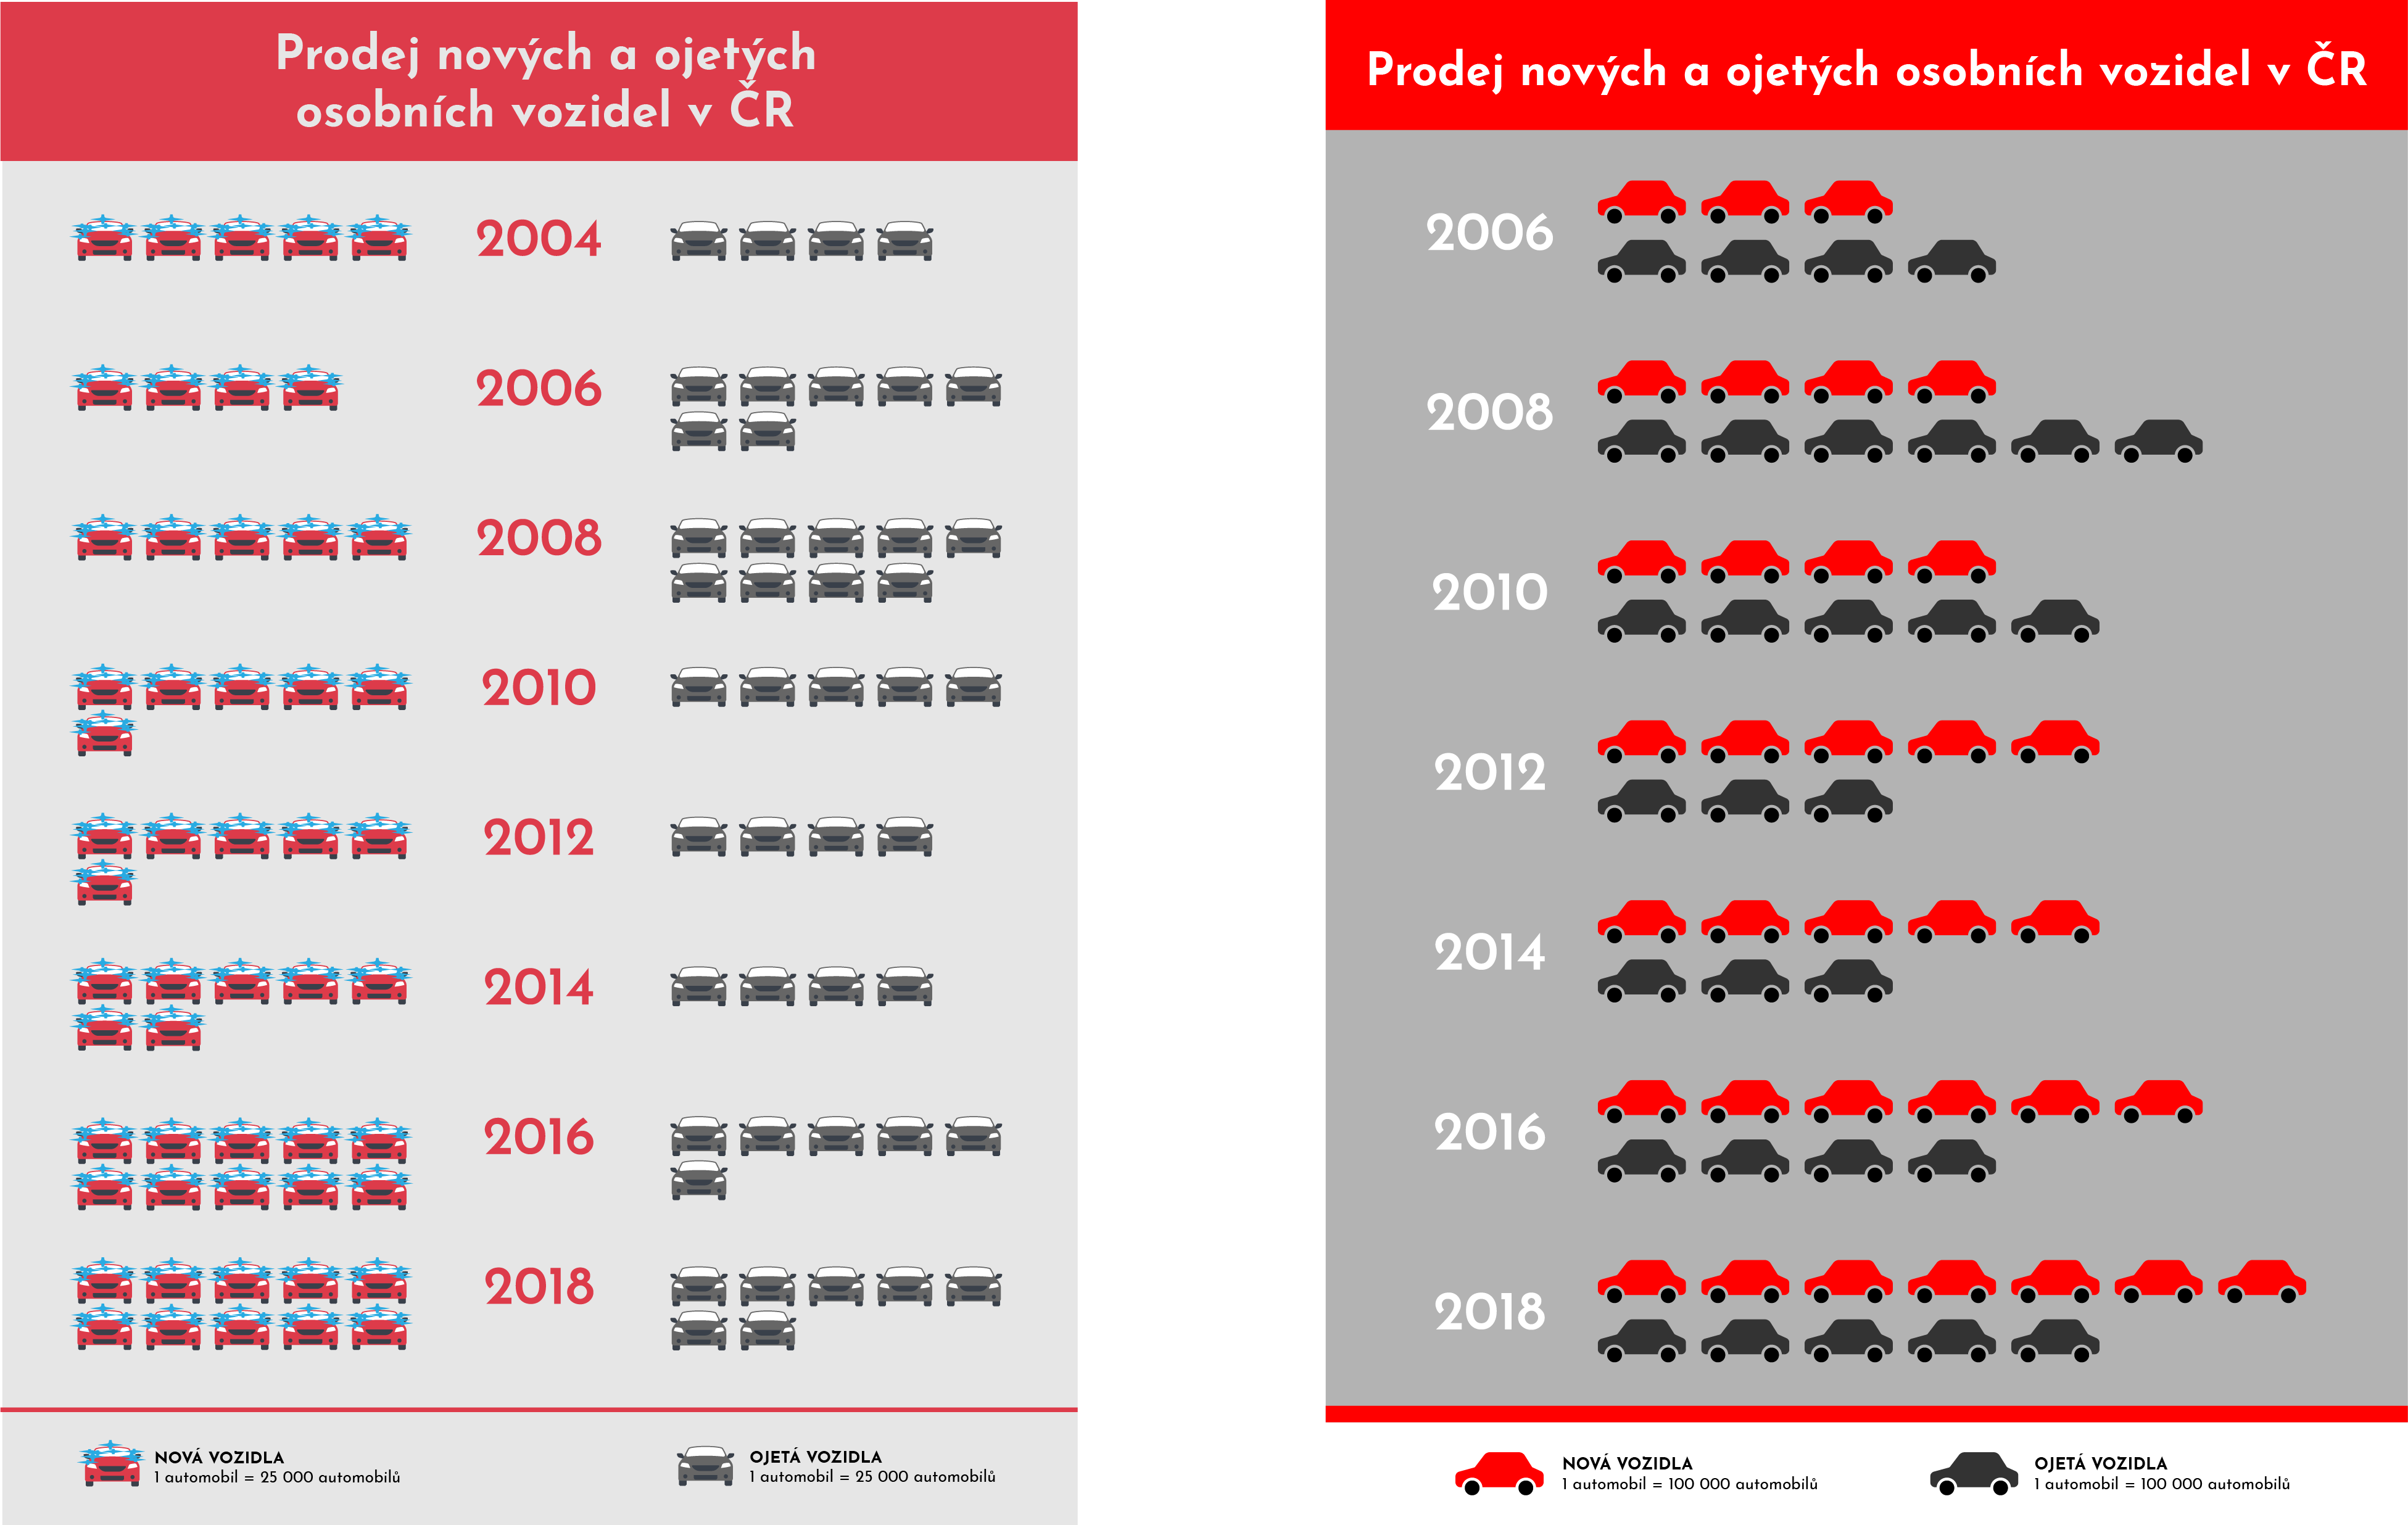 Prodej nových a ojetých
osobních vozidel v ČR
2004
2006
2008
2010
2012
2014
2016
2018
NOVÁ VOZIDLA
1 automobil = 25 000 automobilů
OJETÁ VOZIDLA
1 automobil = 25 000 automobilů
Prodej nových a ojetých osobních vozidel v ČR
2006
2008
2010
2012
2014
2016
2018
NOVÁ VOZIDLA
1 automobil = 100 000 automobilů
OJETÁ VOZIDLA
1 automobil = 100 000 automobilů